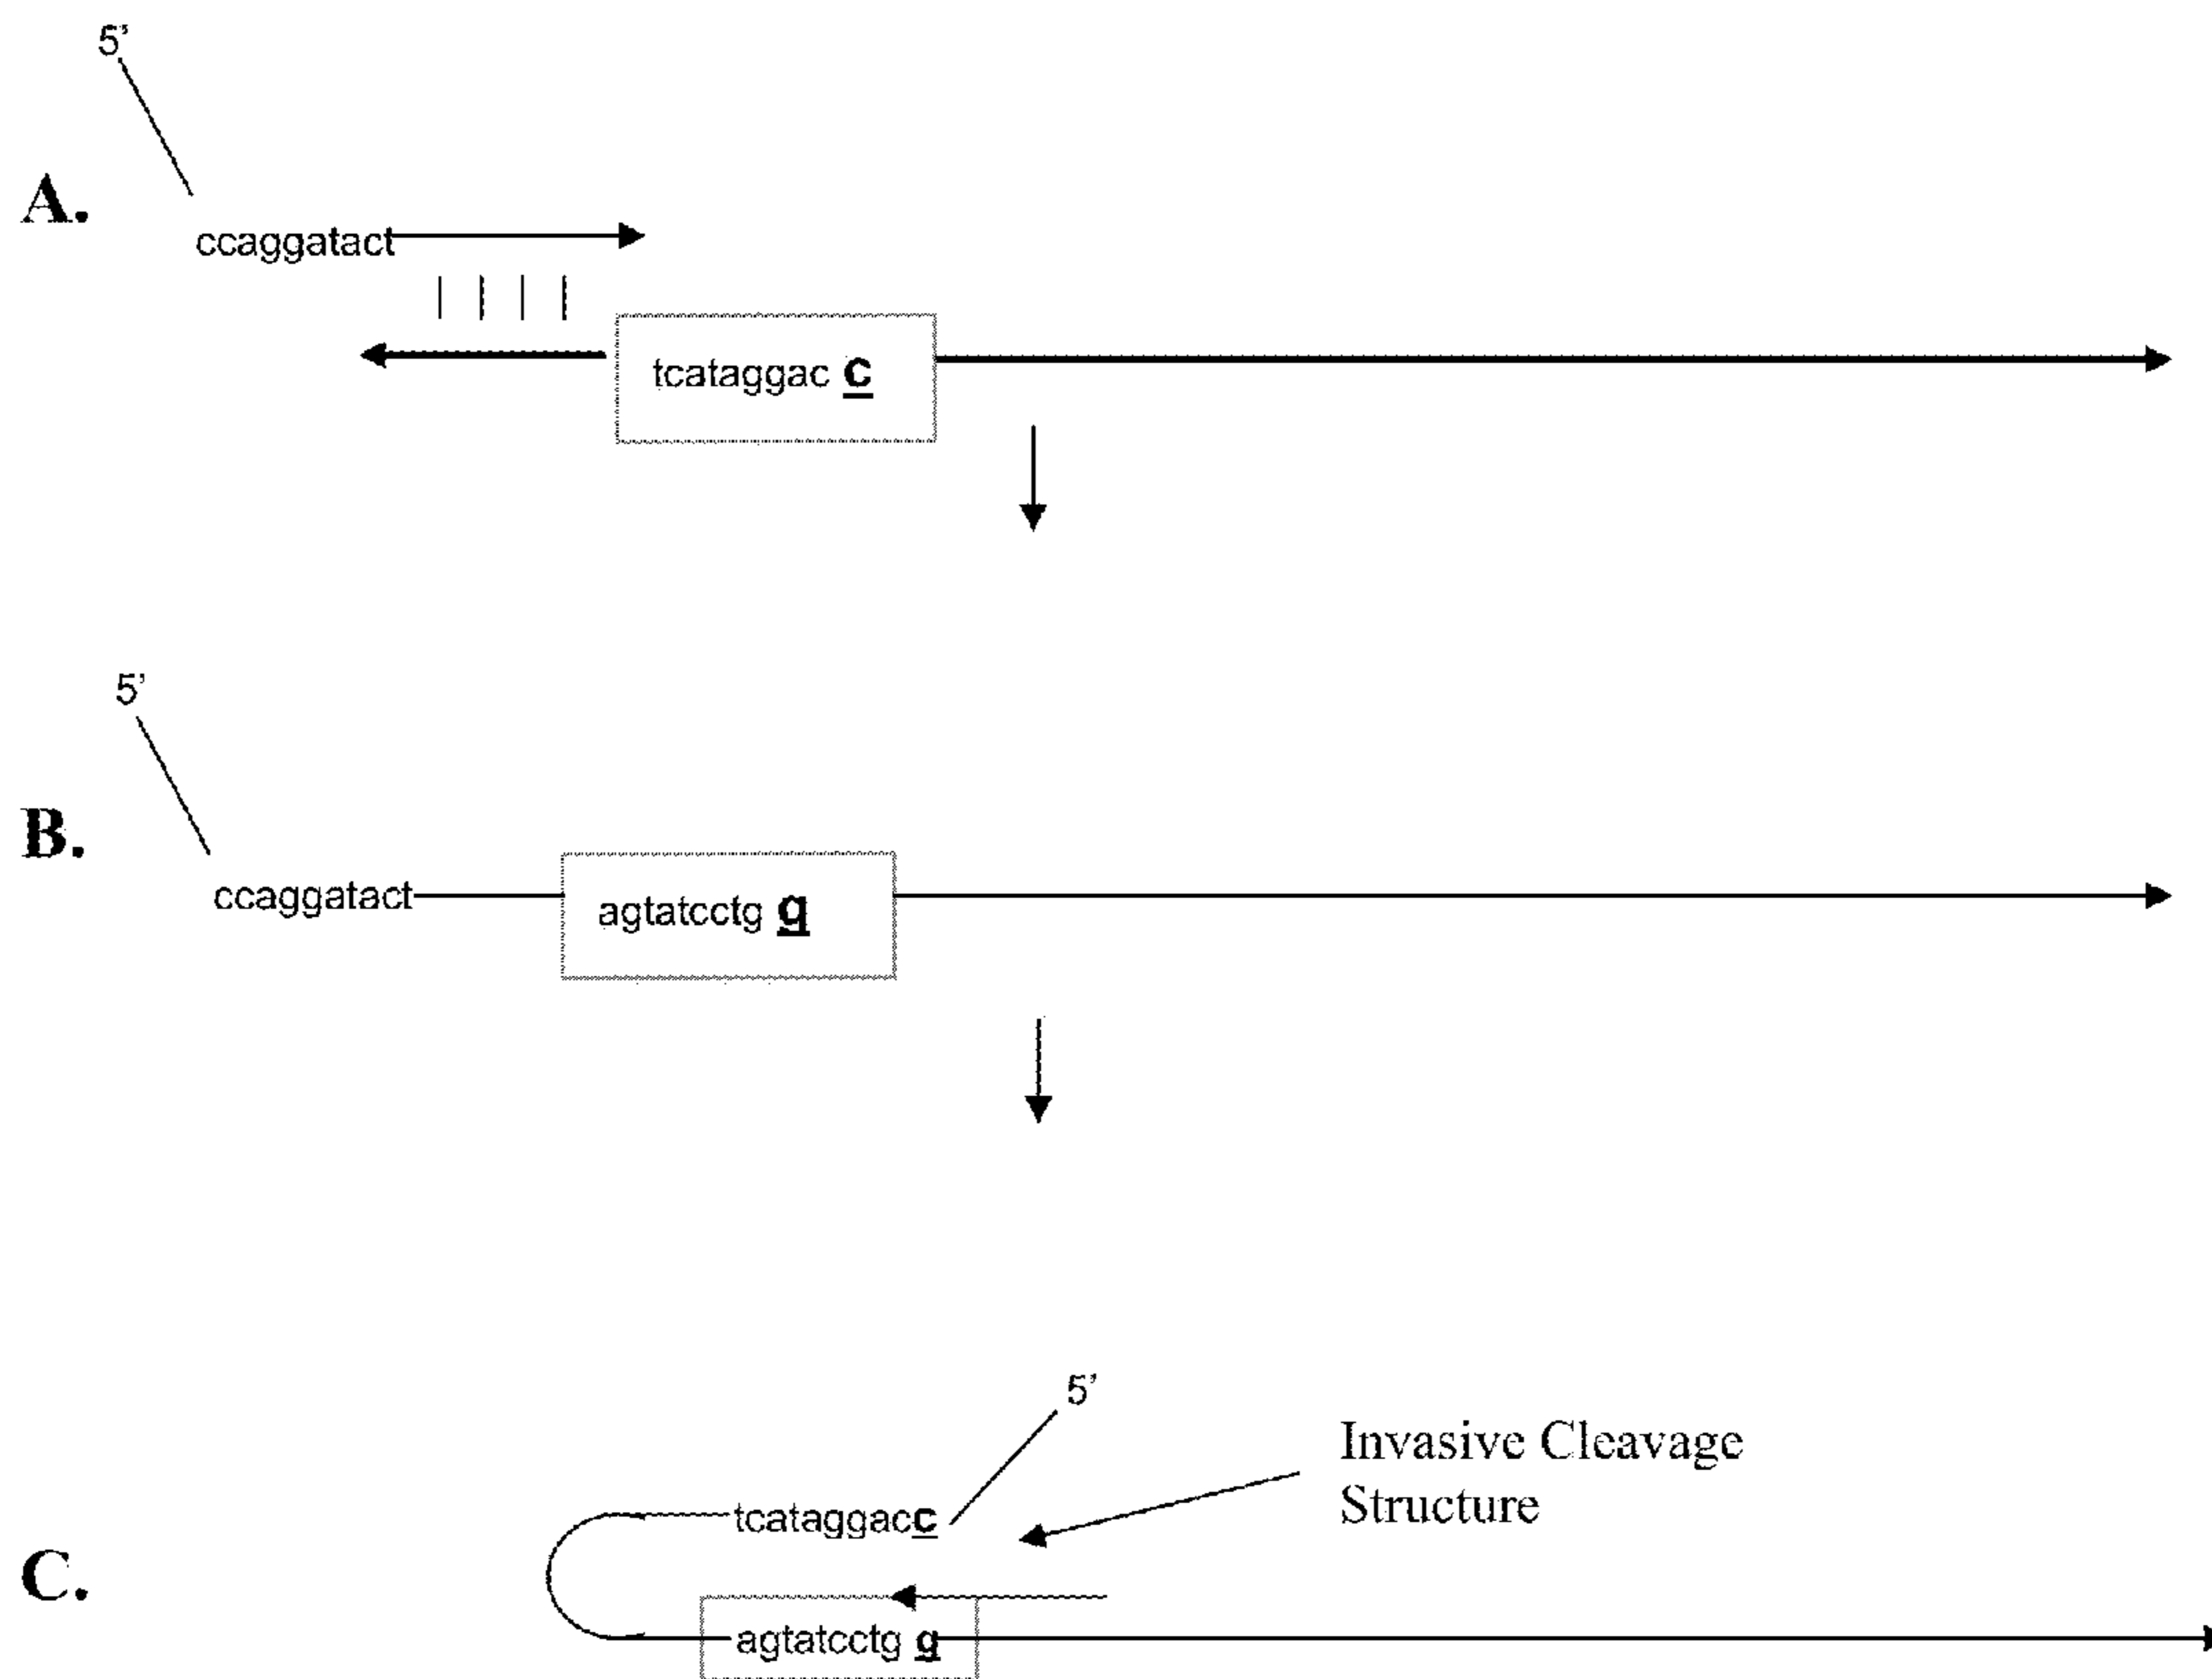 5’
A.
ccaggatact
tcataggac c
5’
B.
ccaggatact
agtatcctg g
5’
Invasive Cleavage
Structure
tcataggacc
C.
agtatcctg g